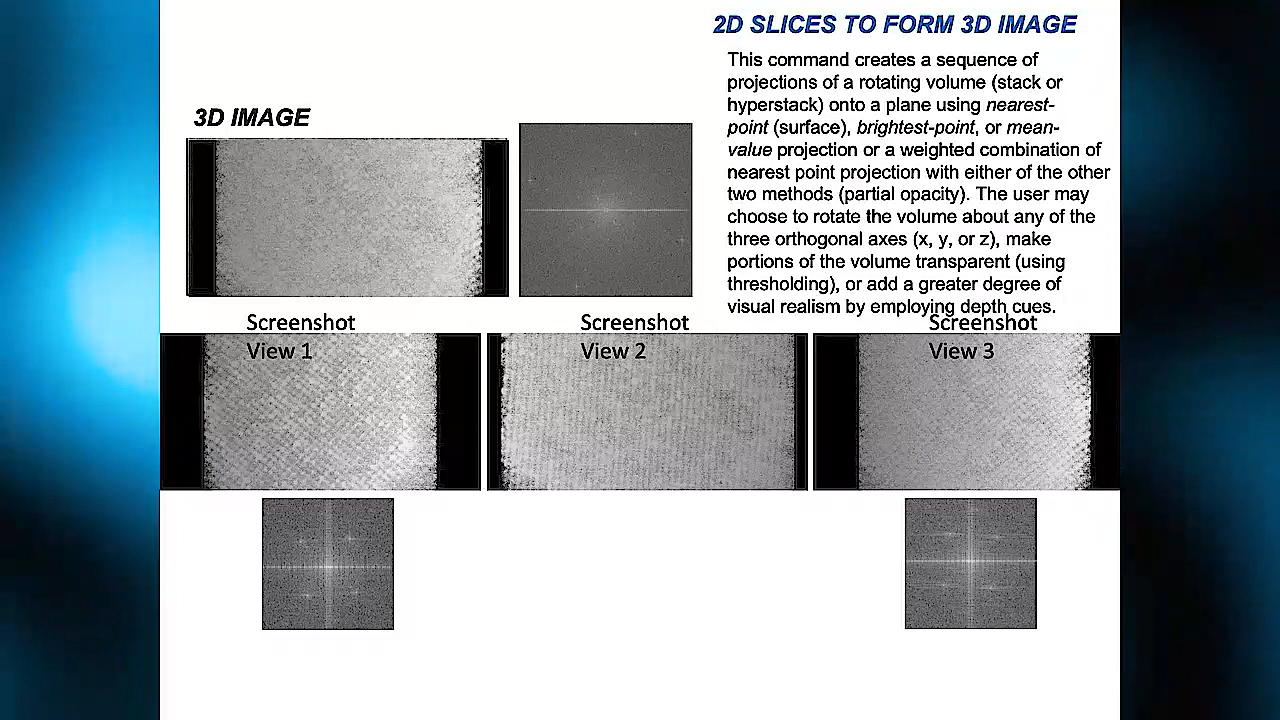 2D SLICES TO FORM 3D IMAGE
This command creates a sequence of
projections of a rotating volume (stack or
hyperstack) onto a plane using nearest-
point (surface), brightest-point, or mean-
value projection or a weighted combination of
nearest point projection with either of the other
two methods (partial opacity). The user may
choose to rotate the volume about any of the
three orthogonal axes (x, y, or z), make
portions of the volume transparent (using
thresholding), or add a greater degree of
visual realism by employing depth cues.
3D IMAGE
Screenshot
View 1
Screenshot
View 2
Screenshot
View 3